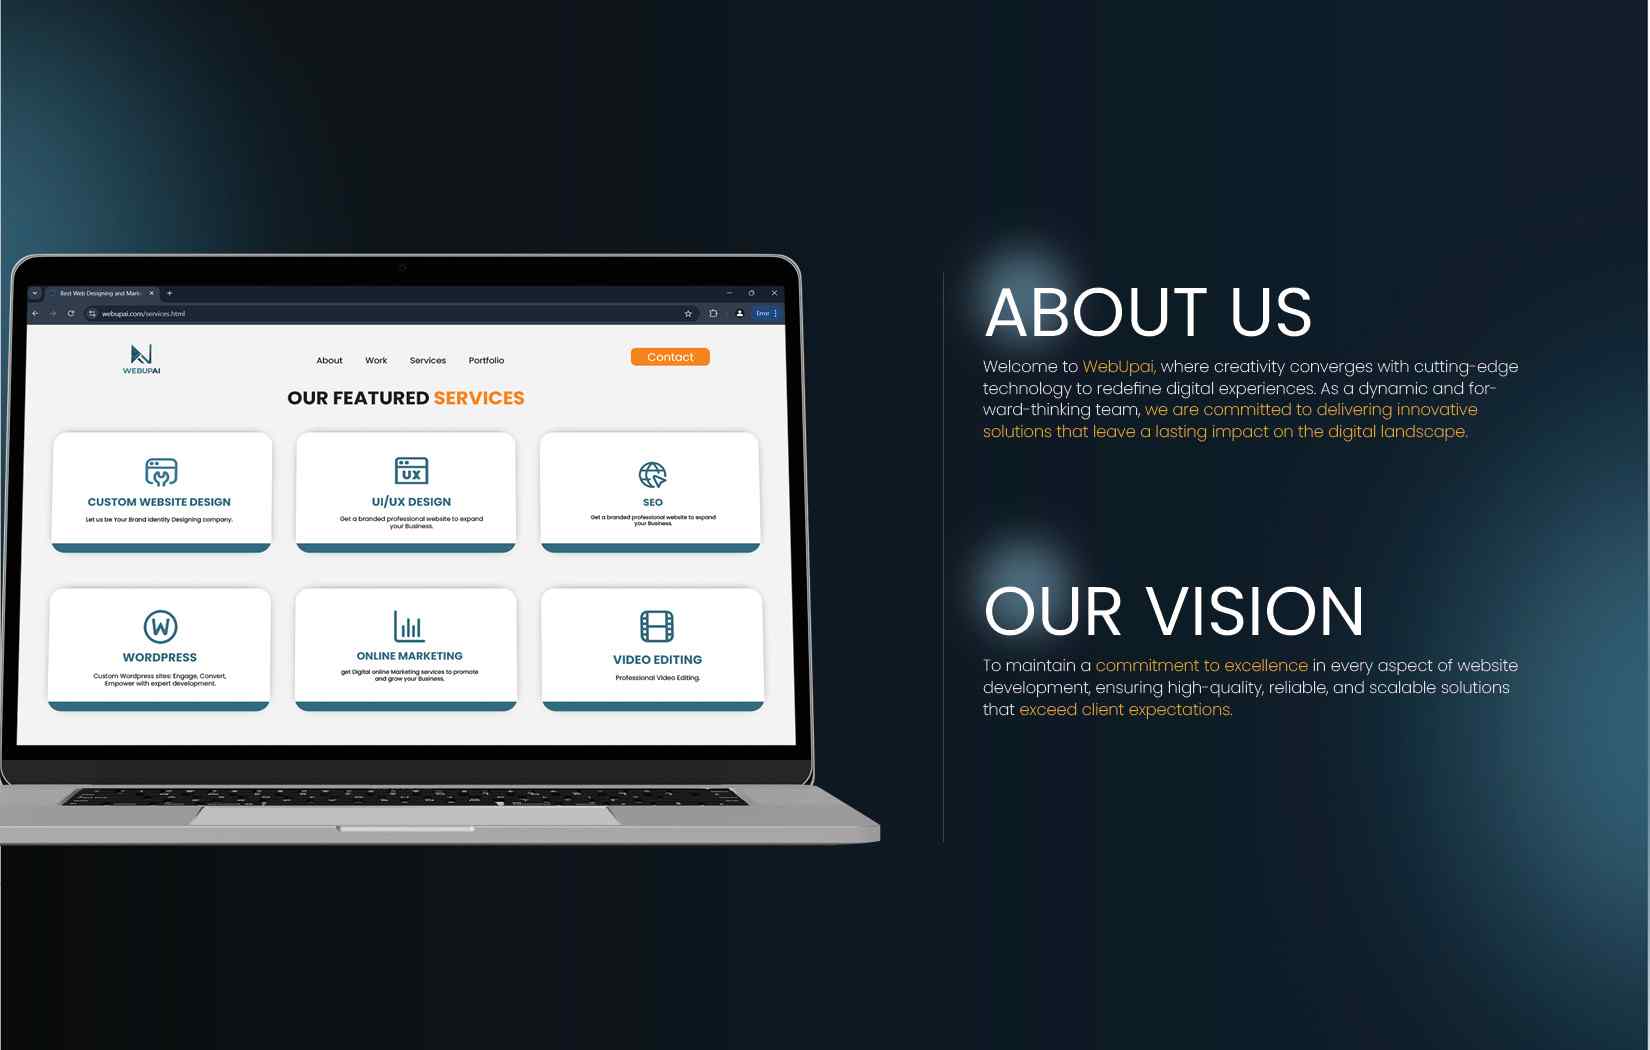 Best Web Designing and Mark
webupai.com/services.html
Error
WEBUPAI
About Work Services Portfolio
Contact
OUR FEATURED SERVICES
CUSTOM WEBSITE DESIGN
Let us be Your Brand Identity Designing company.
UX
UI/UX DESIGN
Get a branded professional website to expand
your Business.
SEO
Get a branded professional website to expand
your Business.
W
WORDPRESS
Custom Wordpress sites: Engage, Convert,
Empower with expert development.
ONLINE MARKETING
get Digital online Marketing services to promote
and grow your Business.
VIDEO EDITING
Professional Video Editing.
ABOUT US
Welcome to WebUpai, where creativity converges with cutting-edge
technology to redefine digital experiences. As a dynamic and for-
ward-thinking team, we are committed to delivering innovative
solutions that leave a lasting impact on the digital landscape.
OUR VISION
To maintain a commitment to excellence in every aspect of website
development, ensuring high-quality, reliable, and scalable solutions
that exceed client expectations.